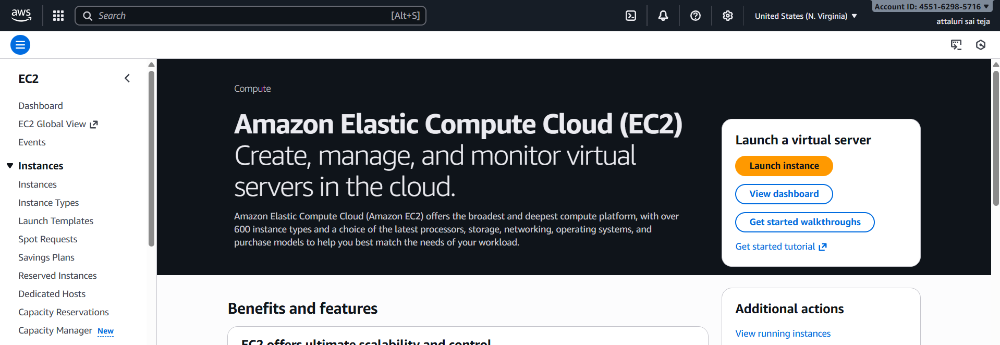 aws
Search
[Alt+S]
United States (N. Virginia)
Account ID: 4551-6298-5716
attaluri sai teja
EC2
Dashboard
EC2 Global View
Events
Instances
Instances
Instance Types
Launch Templates
Spot Requests
Savings Plans
Reserved Instances
Dedicated Hosts
Capacity Reservations
Capacity Manager New
Compute
Amazon Elastic Compute Cloud (EC2)
Create, manage, and monitor virtual
servers in the cloud.
Amazon Elastic Compute Cloud (Amazon EC2) offers the broadest and deepest compute platform, with over
600 instance types and a choice of the latest processors, storage, networking, operating systems, and
purchase models to help you best match the needs of your workload.
Launch a virtual server
Launch instance
View dashboard
Get started walkthroughs
Get started tutorial
Benefits and features
EC2 offers ultimate scalability and control
Additional actions
View running instances